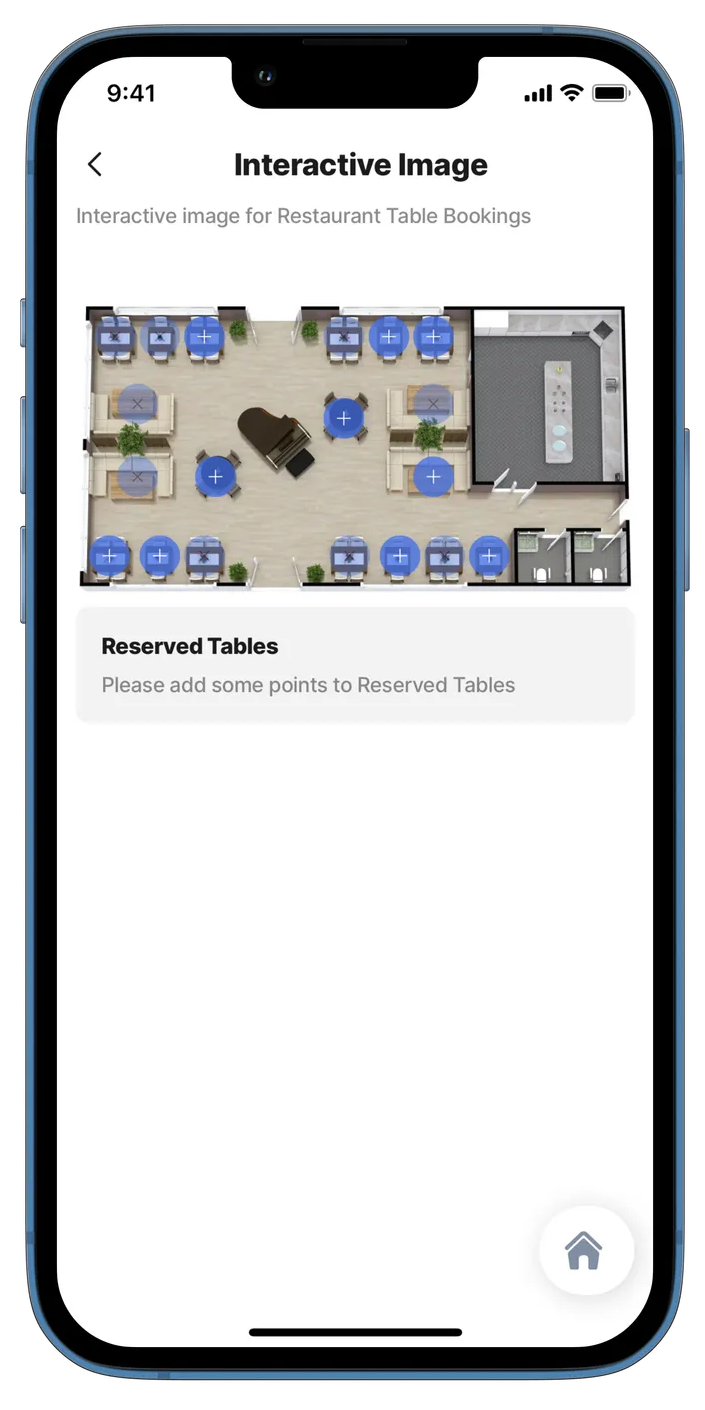 9:41
Interactive Image
Interactive image for Restaurant Table Bookings
Reserved Tables
Please add some points to Reserved Tables